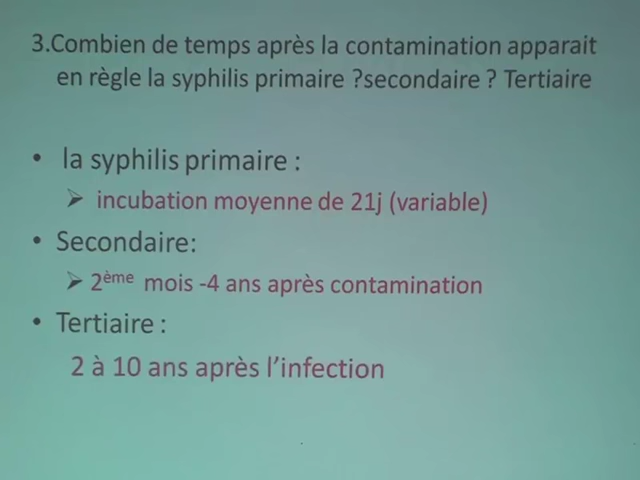 3.Combien de temps après la contamination apparait
en règle la syphilis primaire ?secondaire ? Tertiaire
• la syphilis primaire :
➢ incubation moyenne de 21j (variable)
• Secondaire:
➢ 2ème mois -4 ans après contamination
• Tertiaire :
2 à 10 ans après l’infection